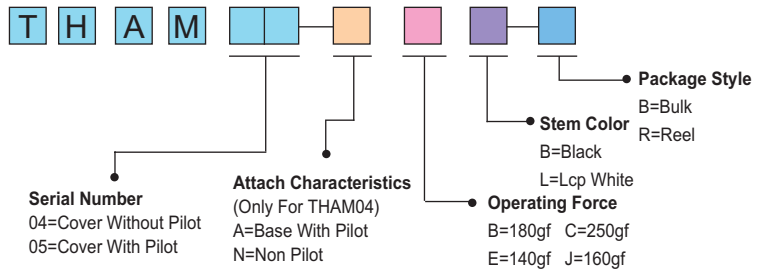 T H A M
Package Style
B=Bulk
R=Reel
Stem Color
B=Black
L=Lcp White
Serial Number
04=Cover Without Pilot
05=Cover With Pilot
Attach Characteristics
(Only For THAM04)
A=Base With Pilot
N=Non Pilot
Operating Force
B=180gf C=250gf
E=140gf J=160gf